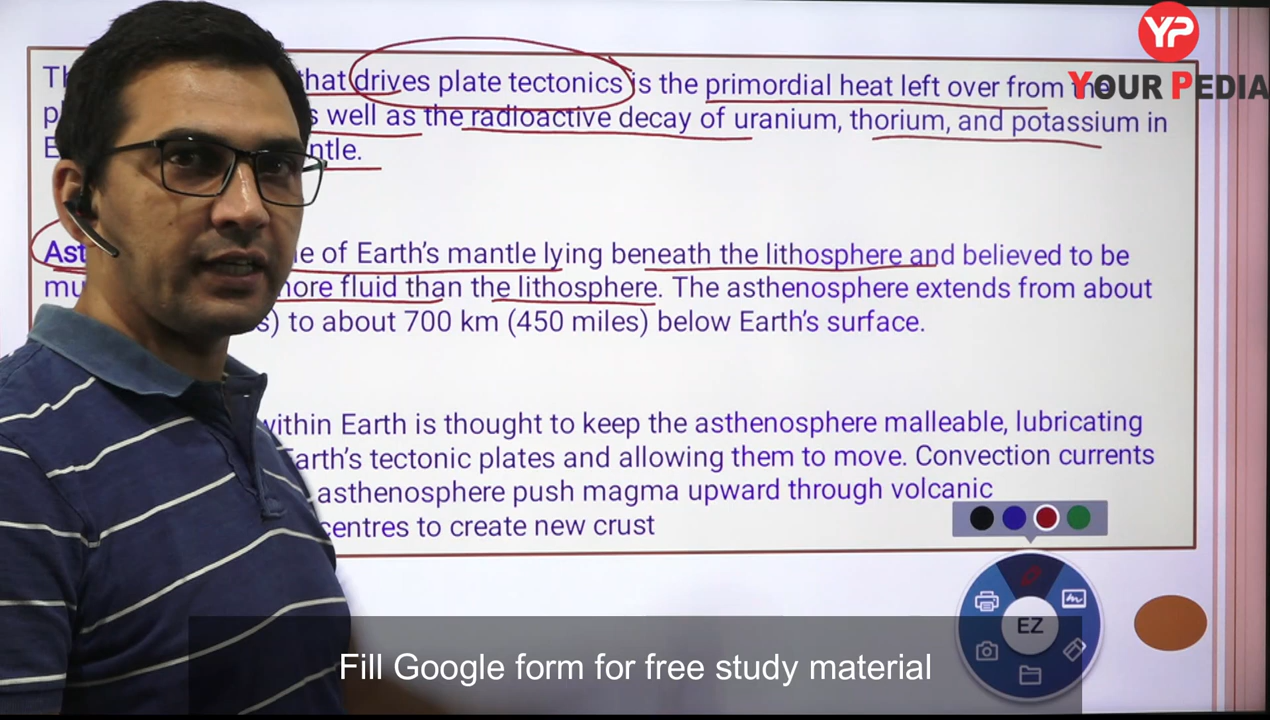 YP
YOUR PEDIA
that drives plate tectonics is the primordial heat left over from the
s well as the radioactive decay of uranium, thorium, and potassium in
ntle.
Ast e of Earth's mantle lying beneath the lithosphere and believed to be
mu more fluid than the lithosphere. The asthenosphere extends from about
s) to about 700 km (450 miles) below Earth's surface.
within Earth is thought to keep the asthenosphere malleable, lubricating
Earth's tectonic plates and allowing them to move. Convection currents
asthenosphere push magma upward through volcanic
centres to create new crust
EZ
Fill Google form for free study material